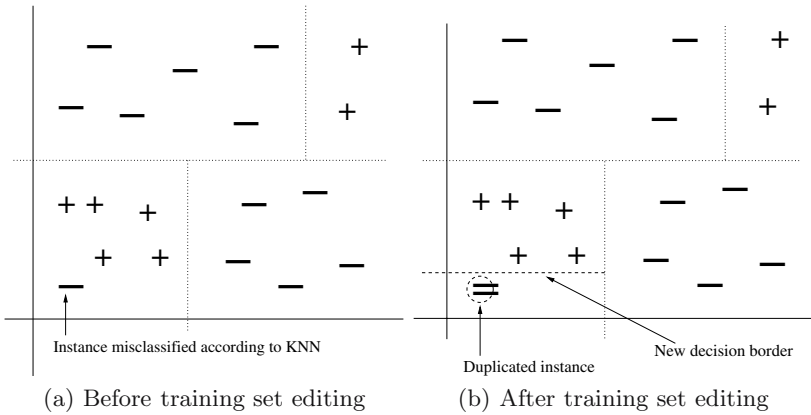 Instance misclassified according to KNN
Duplicated instance
New decision border
(a) Before training set editing
(b) After training set editing